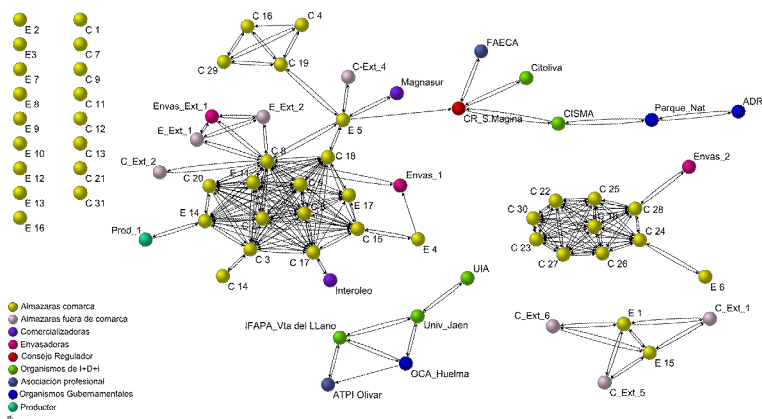 E 2
E3
E 7
E 8
E 9
E 10
E 12
E 13
E 16
C 1
C 7
C 9
C 11
C 12
C 13
C 21
C 31
C 16
C 4
C 29
C 19
C-Ext_4
Magnasur
E 5
FAECA
Citoliva
CR_S.Magina
CISMA
Parque_Nat
ADR
Envas_Ext_1
E_Ext_2
E_Ext_1
C_Ext_2
C 8
C 18
C 20
E 11
Envas_1
E 17
E 14
C 15
Prod_1
E 4
C 3
C 17
C 14
Interoleo
Envas_2
C 22
C 25
C 28
C 30
C 23
C 24
C 27
C 26
E 6
UIA
IFAPA_Vta del LLano
Univ_Jaen
OCA_Huelma
ATPI Olivar
C_Ext_6
E 1
C_Ext_1
E 15
C_Ext_5
Almazaras comarca
Almazaras fuera de comarca
Comercializadoras
Envasadoras
Consejo Regulador
Organismos de I+D+i
Asociación profesional
Organismos Gubernamentales
Productor